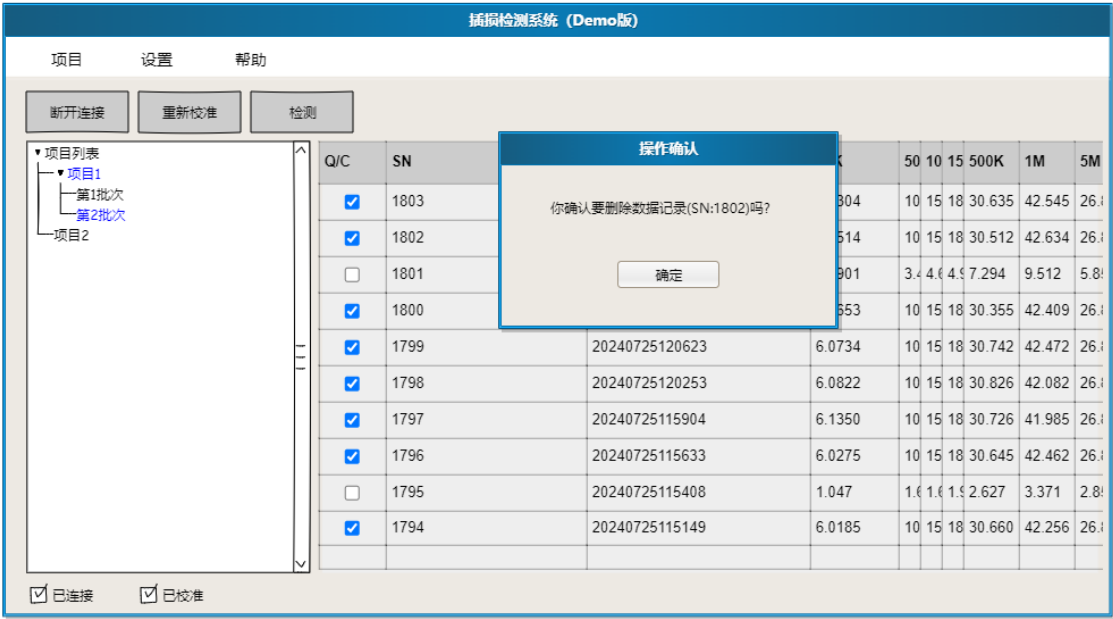 插损检测系统（Demo版）
项目 设置 帮助
断开连接 重新校准 检测
项目列表
项目1
第1批次
第2批次
项目2
Q/C SN 50 10 15 500K 1M 5M
1803 10 15 18 30.635 42.545 26.
1802 10 15 18 30.512 42.634 26.
1801 7.294 9.512
1800 10 15 18 30.355 42.409 26.
1799 20240725120623 6.0734 10 15 18 30.742 42.472 26.
1798 20240725120253 6.0822 10 15 18 30.826 42.082 26.
1797 20240725115904 6.1350 10 15 18 30.726 41.985 26.
1796 20240725115633 6.0275 10 15 18 30.645 42.462 26.
1795 20240725115408 1.047 2.627 3.371
1794 20240725115149 6.0185 10 15 18 30.660 42.256 26.
操作确认
你确认要删除数据记录(SN:1802)吗?
确定
已连接 已校准